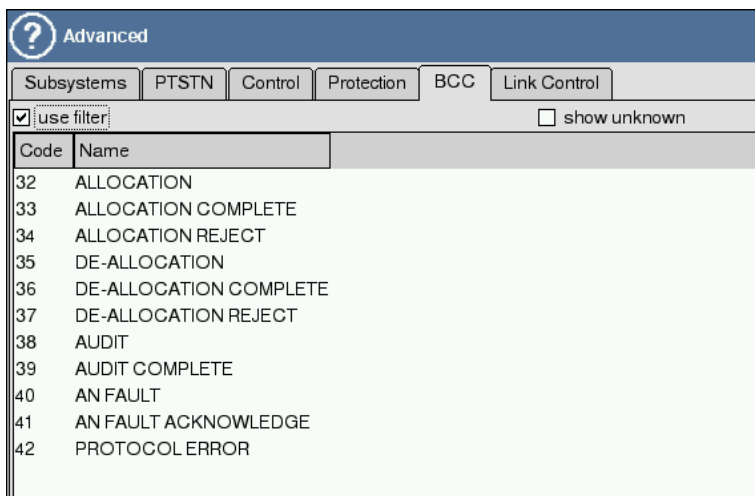 ? Advanced
Subsystems PTSTN Control Protection BCC Link Control
use filter show unknown
Code Name
32 ALLOCATION
33 ALLOCATION COMPLETE
34 ALLOCATION REJECT
35 DE-ALLOCATION
36 DE-ALLOCATION COMPLETE
37 DE-ALLOCATION REJECT
38 AUDIT
39 AUDIT COMPLETE
40 AN FAULT
41 AN FAULT ACKNOWLEDGE
42 PROTOCOL ERROR